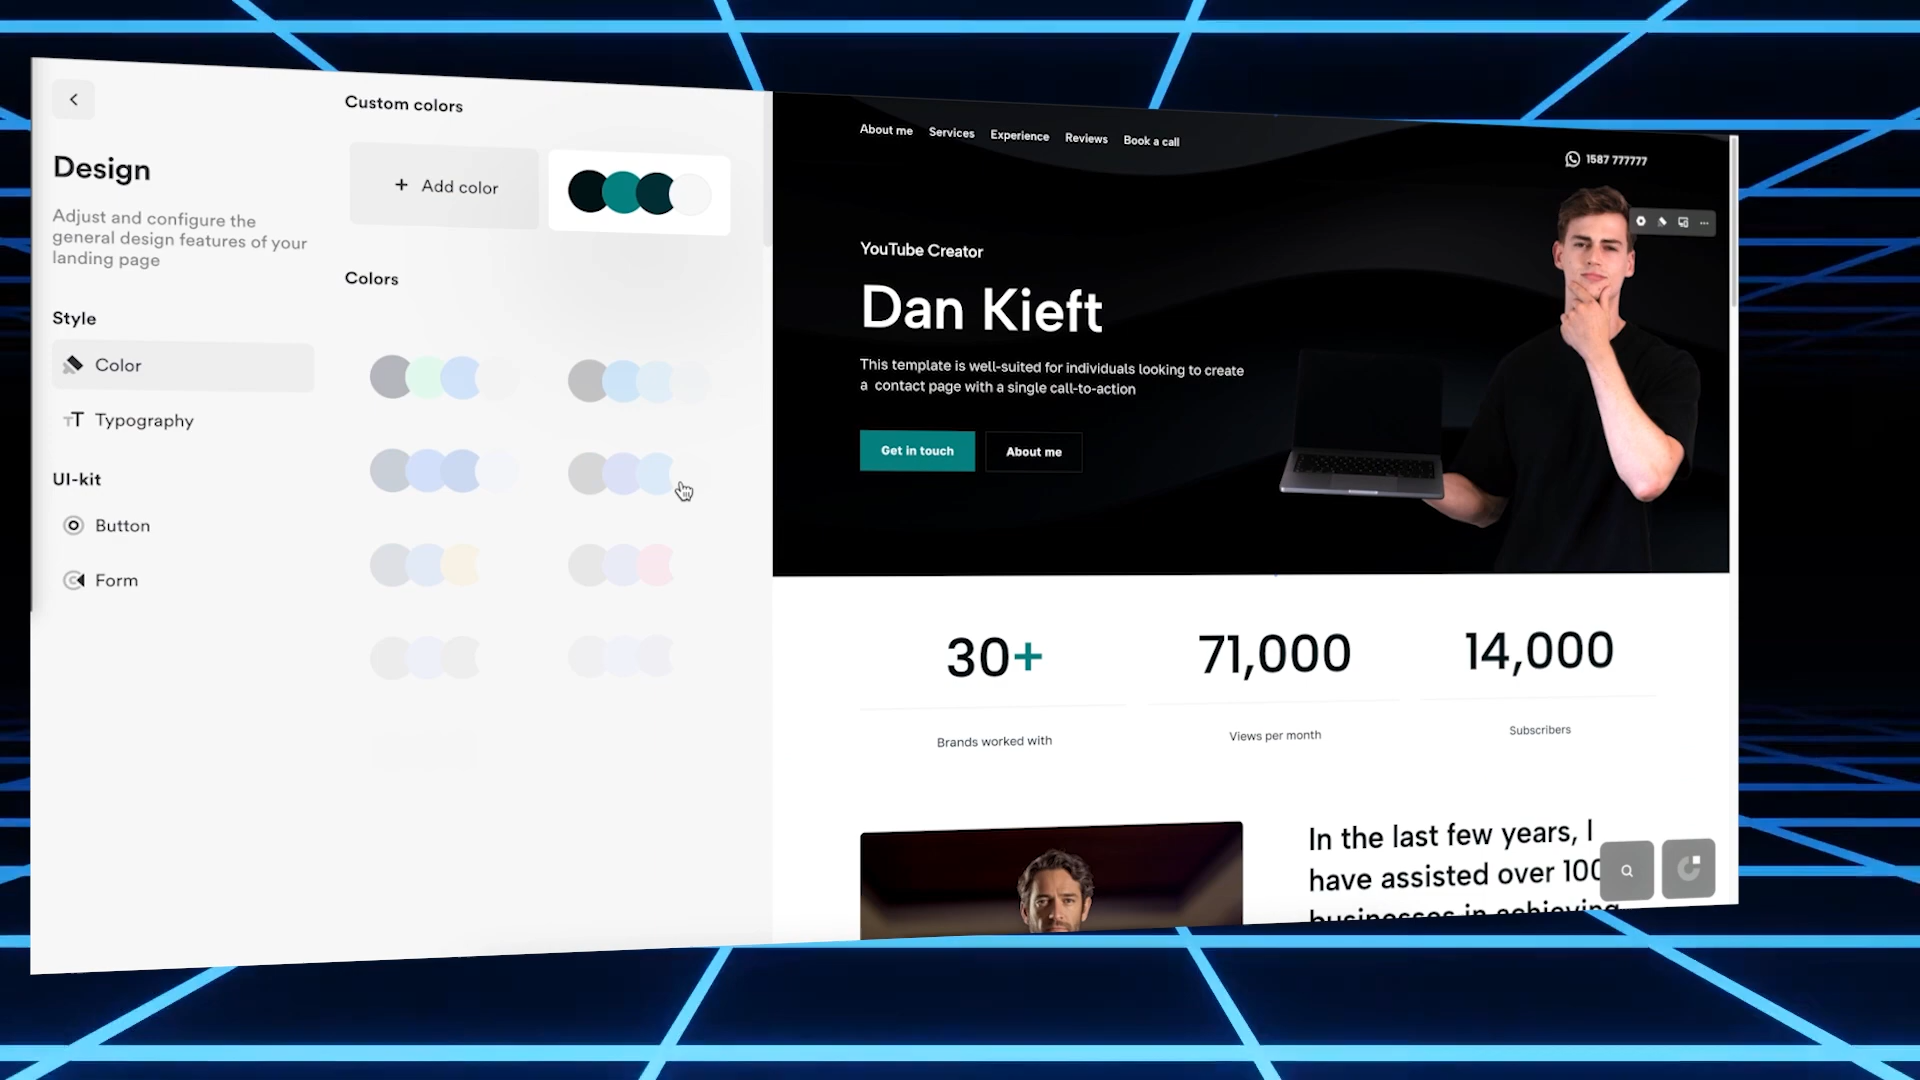 Design
Adjust and configure the
general design features of your
landing page
Style
Color
Typography
UI-kit
Button
Form
Custom colors
+ Add color
Colors
About me Services Experience Reviews Book a call
1587 777777
YouTube Creator
Dan Kieft
This template is well-suited for individuals looking to create
a contact page with a single call-to-action
Get in touch
About me
30+
Brands worked with
71,000
Views per month
14,000
Subscribers
In the last few years, I
have assisted over 100
businesses in achieving